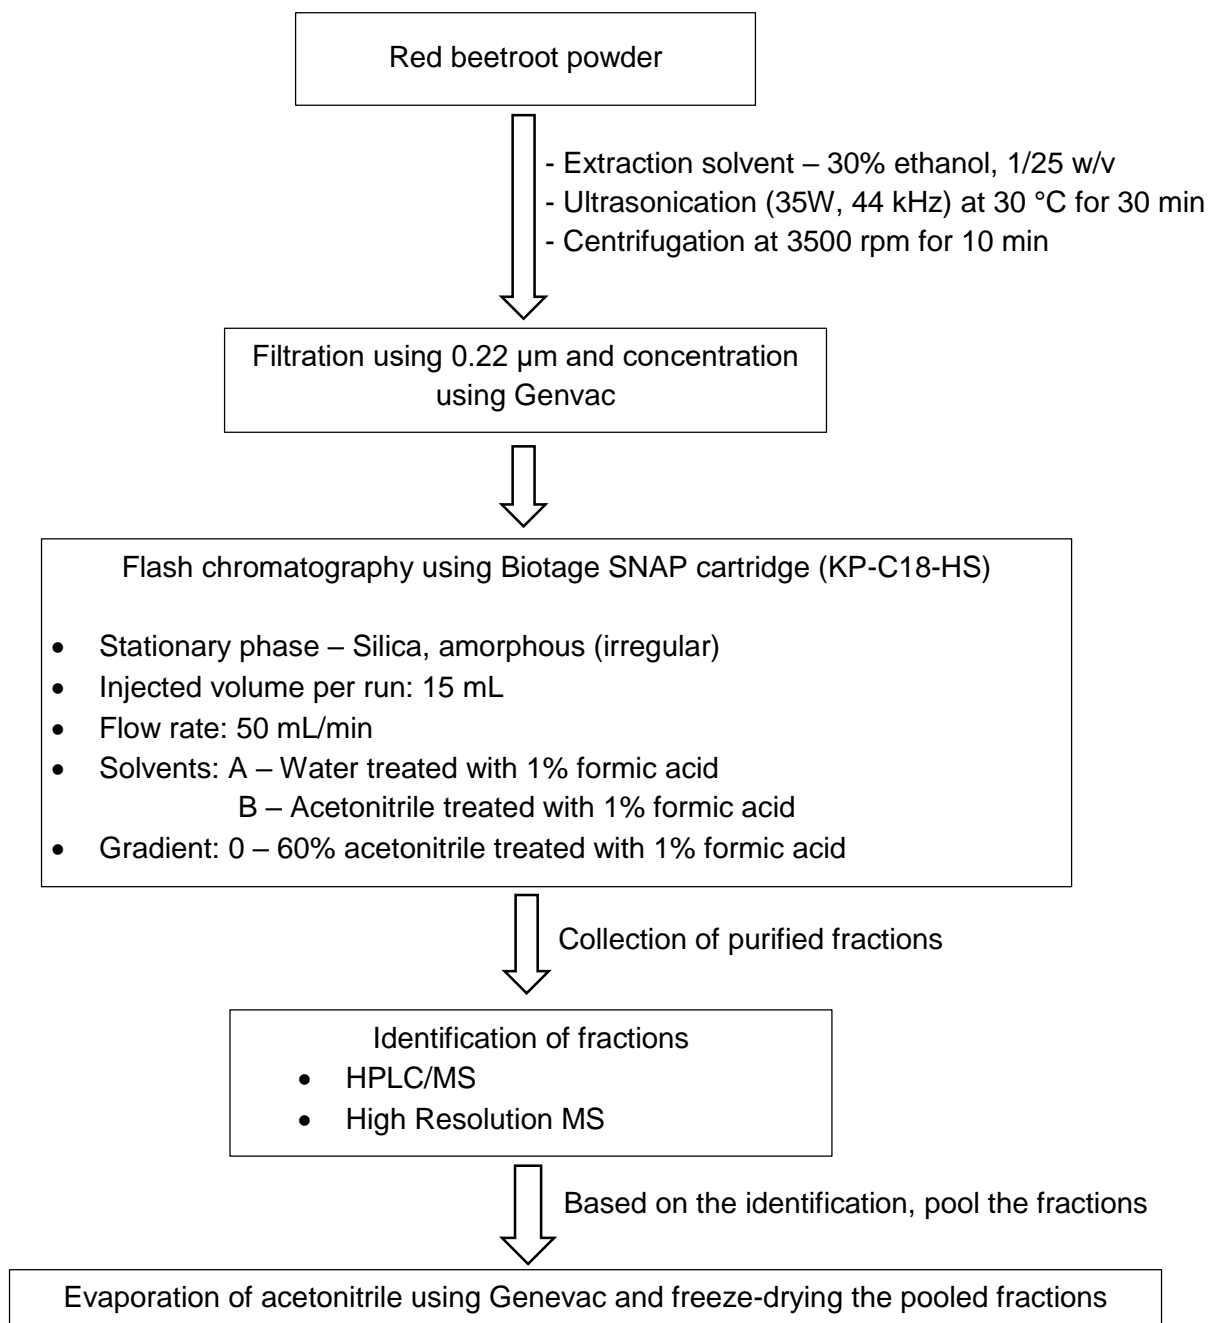 Red beetroot powder
- Extraction solvent – 30% ethanol, 1/25 w/v
- Ultrasonication (35W, 44 kHz) at 30 °C for 30 min
- Centrifugation at 3500 rpm for 10 min
Filtration using 0.22 µm and concentration
using Genvac
Flash chromatography using Biotage SNAP cartridge (KP-C18-HS)
• Stationary phase – Silica, amorphous (irregular)
• Injected volume per run: 15 mL
• Flow rate: 50 mL/min
• Solvents: A – Water treated with 1% formic acid
B – Acetonitrile treated with 1% formic acid
• Gradient: 0 – 60% acetonitrile treated with 1% formic acid
Collection of purified fractions
Identification of fractions
• HPLC/MS
• High Resolution MS
Based on the identification, pool the fractions
Evaporation of acetonitrile using Genevac and freeze-drying the pooled fractions